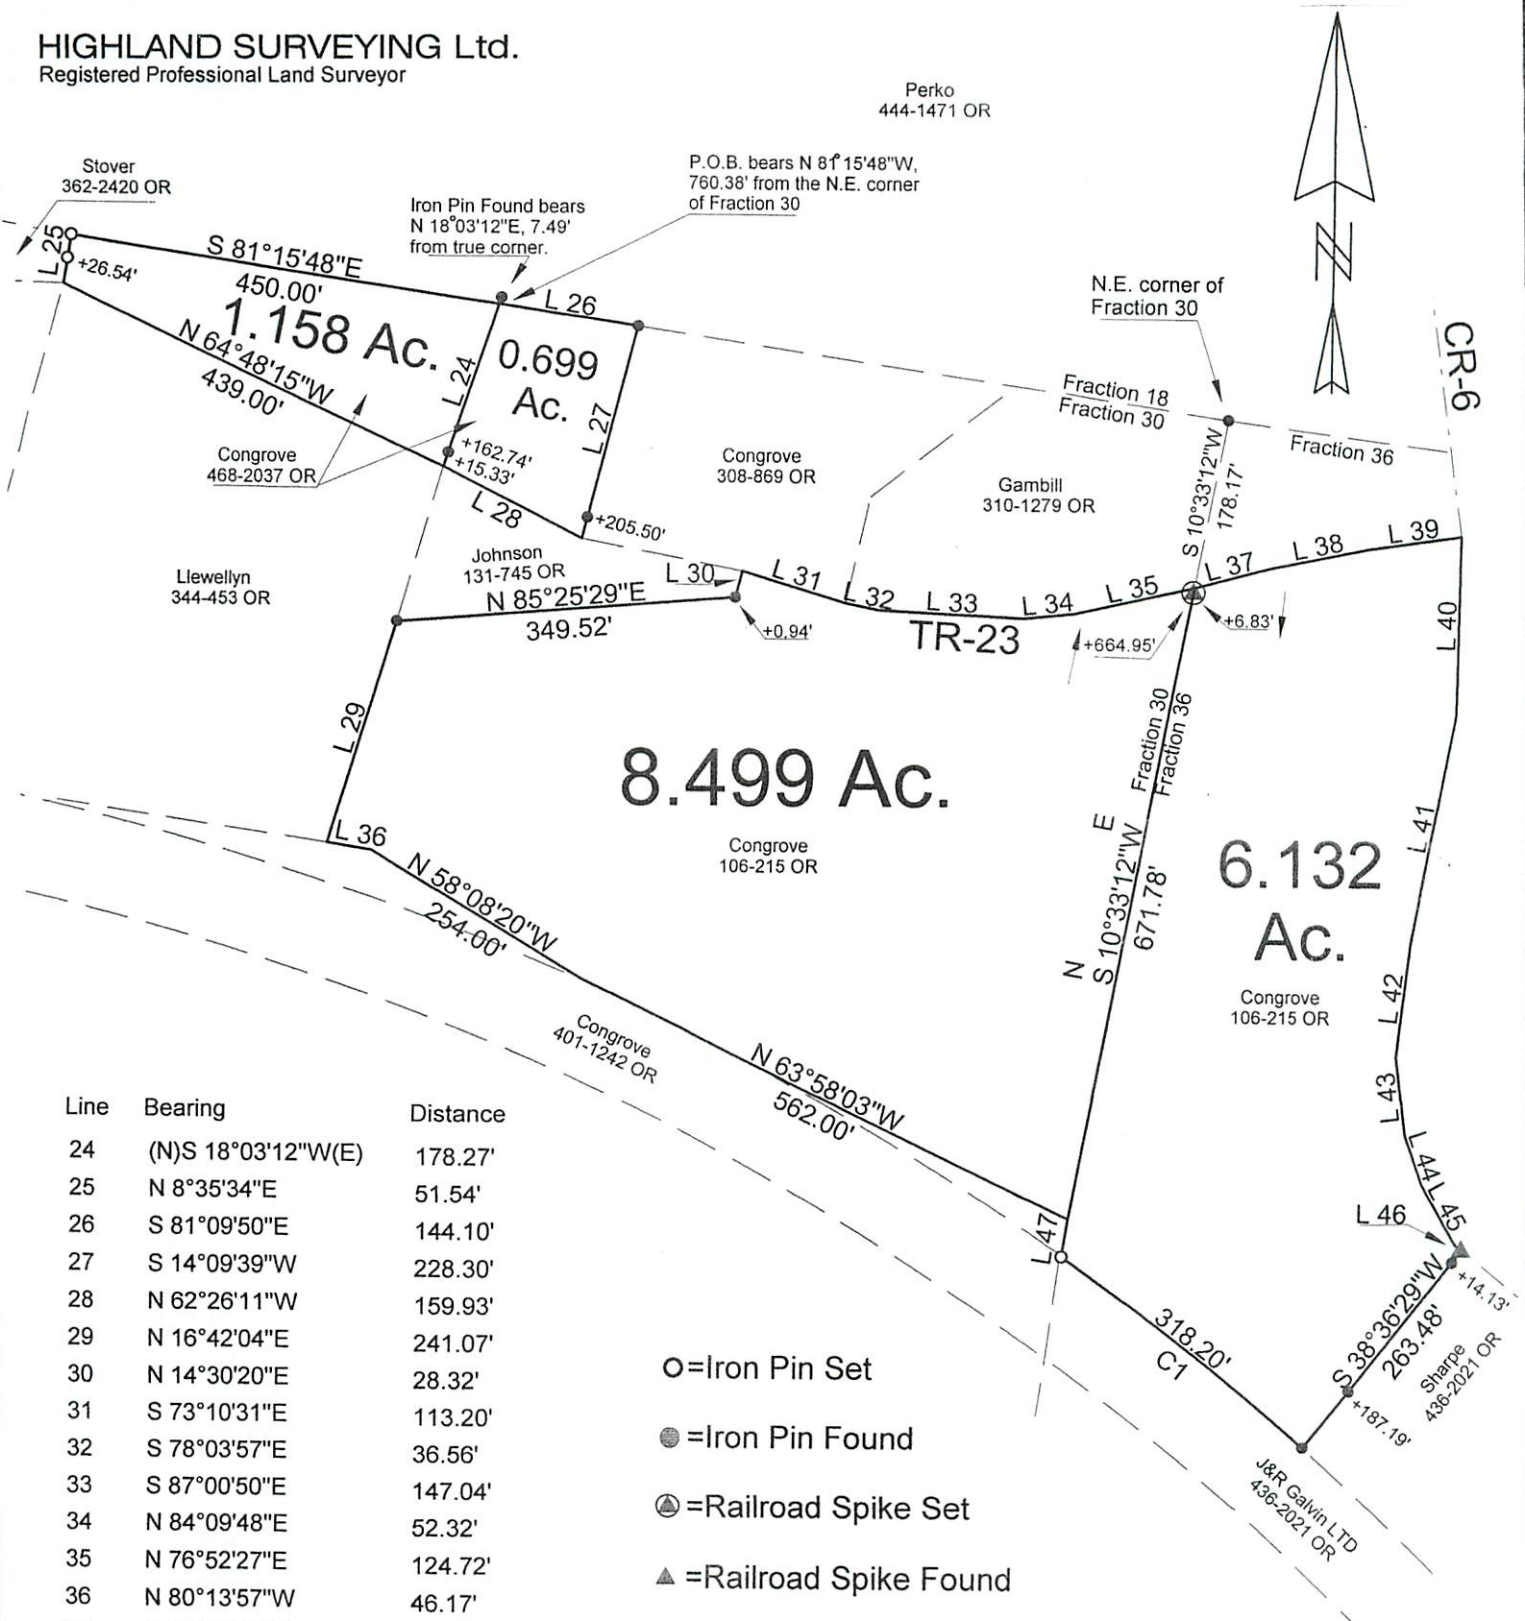 HIGHLAND SURVEYING Ltd.
Registered Professional Land Surveyor
Perko
444-1471 OR
Stover
362-2420 OR
P.O.B. bears N 81°15'48"W,
760.38' from the N.E. corner
of Fraction 30
Iron Pin Found bears
N 18°03'12"E, 7.49'
from true corner.
N
L 25
+26.54'
S 81°15'48"E
450.00'
L 26
N.E. corner of
Fraction 30
CR-6
1.158 Ac.
N 64°48'15"W
439.00'
L 24
0.699
Ac.
L 27
Fraction 18
Fraction 30
Fraction 36
Congrove
468-2037 OR
+162.74'
+15.33'
L 28
+205.50'
Congrove
308-869 OR
Gambill
310-1279 OR
S 10°33'12"W
178.17'
Llewellyn
344-453 OR
Johnson
131-745 OR
N 85°25'29"E
349.52'
L 30
+0.94'
L 31
L 32
L 33
L 34
L 35
L 37
L 38
L 39
TR-23
+664.95'
+6.83'
L 40
L 29
Fraction 30
Fraction 36
8.499 Ac.
Congrove
106-215 OR
L 36
N 58°08'20"W
254.00'
N E
S 10°33'12"W
671.78'
6.132
Ac.
Congrove
106-215 OR
L 41
L 42
L 43
L 44
L 45
L 46
Congrove
401-1242 OR
N 63°58'03"W
562.00'
L 47
318.20'
C1
S 38°36'29"W
263.48'
+14.13'
Sharpe
436-2021 OR
+187.19'
J&R Galvin LTD
436-2021 OR
Line Bearing Distance
24 (N)S 18°03'12"W(E) 178.27'
25 N 8°35'34"E 51.54'
26 S 81°09'50"E 144.10'
27 S 14°09'39"W 228.30'
28 N 62°26'11"W 159.93'
29 N 16°42'04"E 241.07'
30 N 14°30'20"E 28.32'
31 S 73°10'31"E 113.20'
32 S 78°03'57"E 36.56'
33 S 87°00'50"E 147.04'
34 N 84°09'48"E 52.32'
35 N 76°52'27"E 124.72'
36 N 80°13'57"W 46.17'
=Iron Pin Set
=Iron Pin Found
=Railroad Spike Set
=Railroad Spike Found